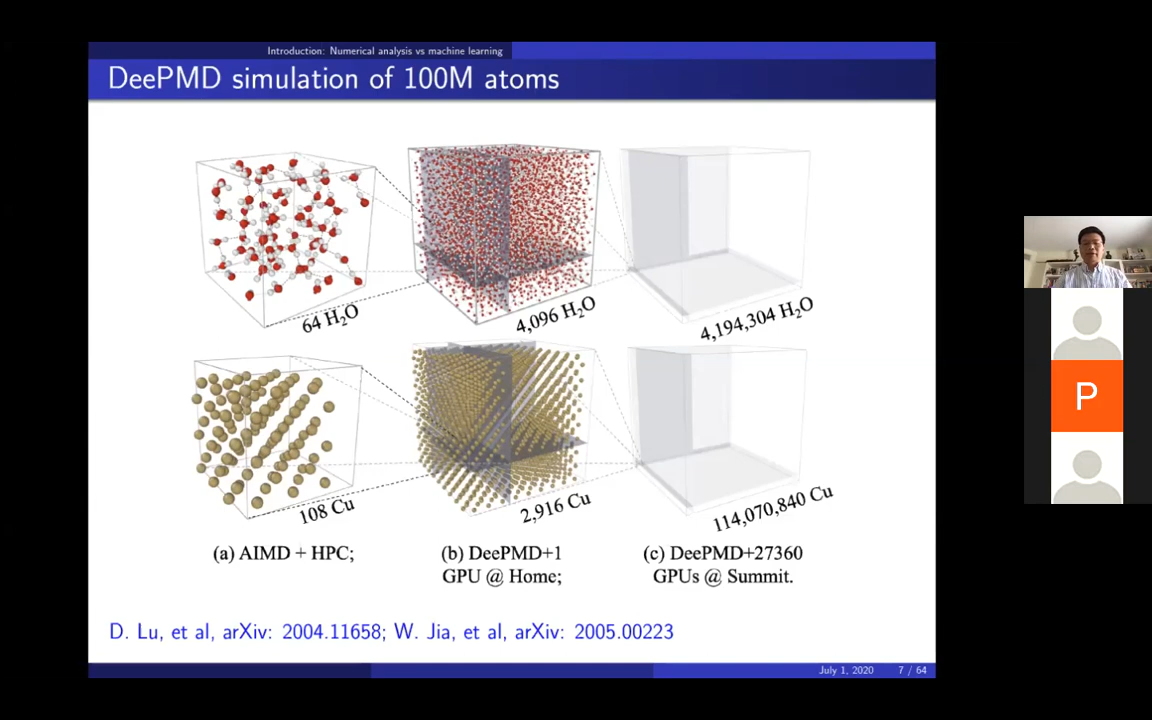 Introduction: Numerical analysis vs machine learning
DeePMD simulation of 100M atoms
64 H₂O
4,096 H₂O
4,194,304 H₂O
108 Cu
2,916 Cu
114,070,840 Cu
(a) AIMD + HPC;
(b) DeePMD+1
GPU @ Home;
(c) DeePMD+27360
GPUs @ Summit.
D. Lu, et al, arXiv: 2004.11658; W. Jia, et al, arXiv: 2005.00223
July 1, 2020 7 / 64
P